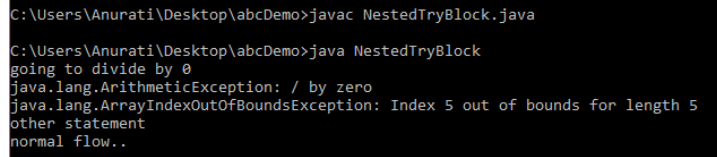 C:\Users\Anurati\Desktop\abcDemo>javac NestedTryBlock.java
C:\Users\Anurati\Desktop\abcDemo>java NestedTryBlock
going to divide by 0
java.lang.ArithmeticException: / by zero
java.lang.ArrayIndexOutOfBoundsException: Index 5 out of bounds for length 5
other statement
normal flow..